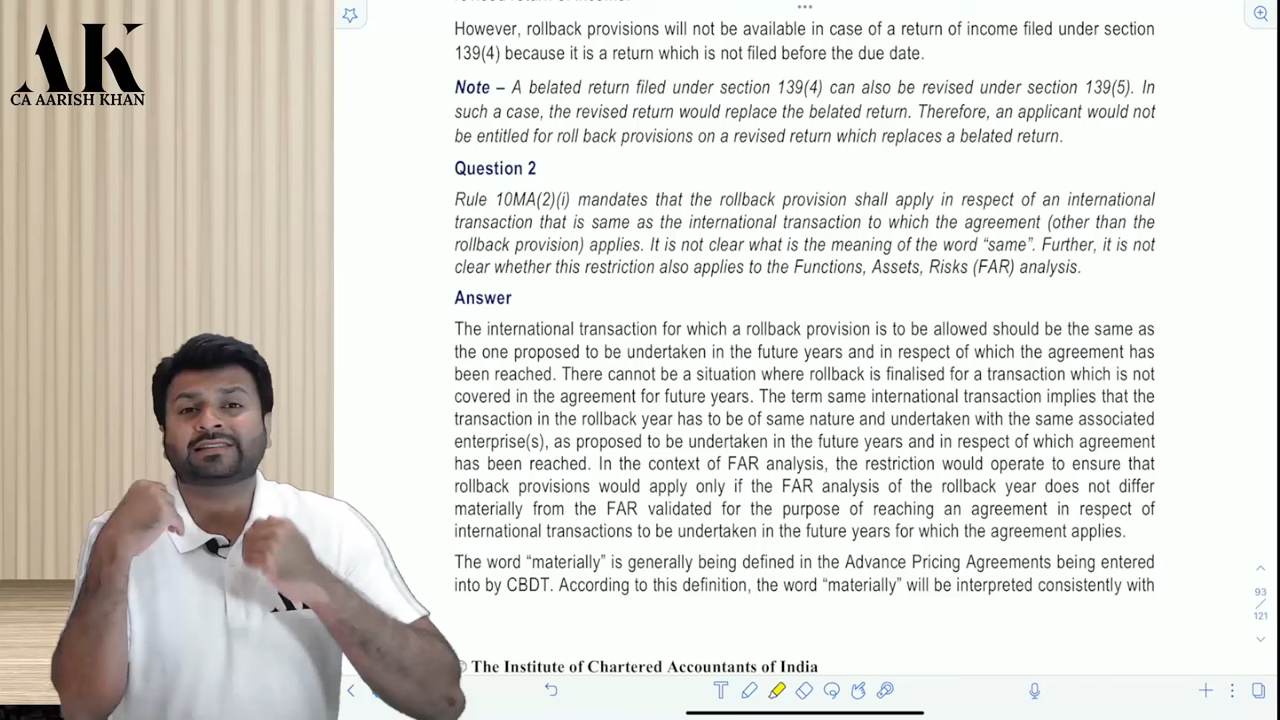 AK
CA AARISH KHAN
However, rollback provisions will not be available in case of a return of income filed under section
139(4) because it is a return which is not filed before the due date.
Note – A belated return filed under section 139(4) can also be revised under section 139(5). In
such a case, the revised return would replace the belated return. Therefore, an applicant would not
be entitled for roll back provisions on a revised return which replaces a belated return.
Question 2
Rule 10MA(2)(i) mandates that the rollback provision shall apply in respect of an international
transaction that is same as the international transaction to which the agreement (other than the
rollback provision) applies. It is not clear what is the meaning of the word “same”. Further, it is not
clear whether this restriction also applies to the Functions, Assets, Risks (FAR) analysis.
Answer
The international transaction for which a rollback provision is to be allowed should be the same as
the one proposed to be undertaken in the future years and in respect of which the agreement has
been reached. There cannot be a situation where rollback is finalised for a transaction which is not
covered in the agreement for future years. The term same international transaction implies that the
transaction in the rollback year has to be of same nature and undertaken with the same associated
enterprise(s), as proposed to be undertaken in the future years and in respect of which agreement
has been reached. In the context of FAR analysis, the restriction would operate to ensure that
rollback provisions would apply only if the FAR analysis of the rollback year does not differ
materially from the FAR validated for the purpose of reaching an agreement in respect of
international transactions to be undertaken in the future years for which the agreement applies.
The word “materially” is generally being defined in the Advance Pricing Agreements being entered
into by CBDT. According to this definition, the word “materially” will be interpreted consistently with
© The Institute of Chartered Accountants of India
93
121